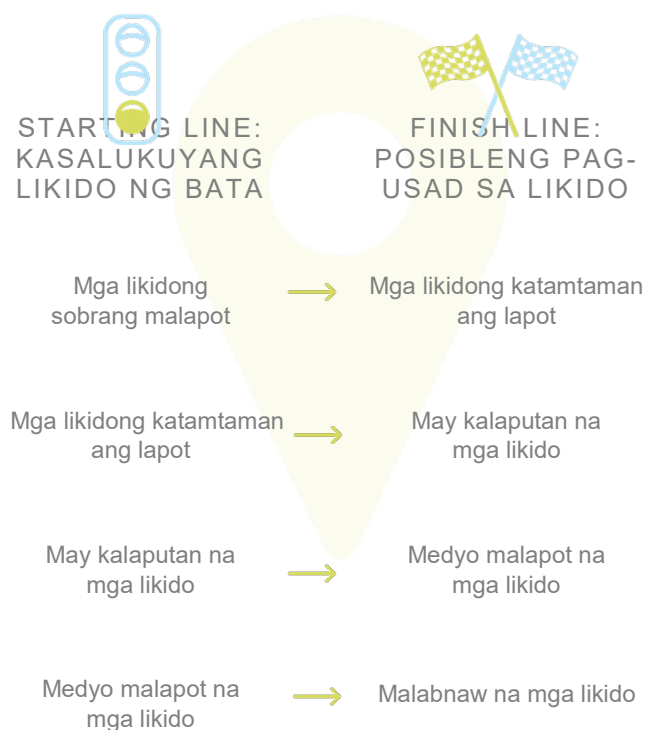 STARTING LINE:
KASALUKUYANG
LIKIDO NG BATA
FINISH LINE:
POSIBLENG PAG-
USAD SA LIKIDO
Mga likidong
sobrang malapot
Mga likidong katamtaman
ang lapot
Mga likidong katamtaman
ang lapot
May kalaputan na
mga likido
May kalaputan na
mga likido
Medyo malapot na
mga likido
Medyo malapot na
mga likido
Malabnaw na mga likido